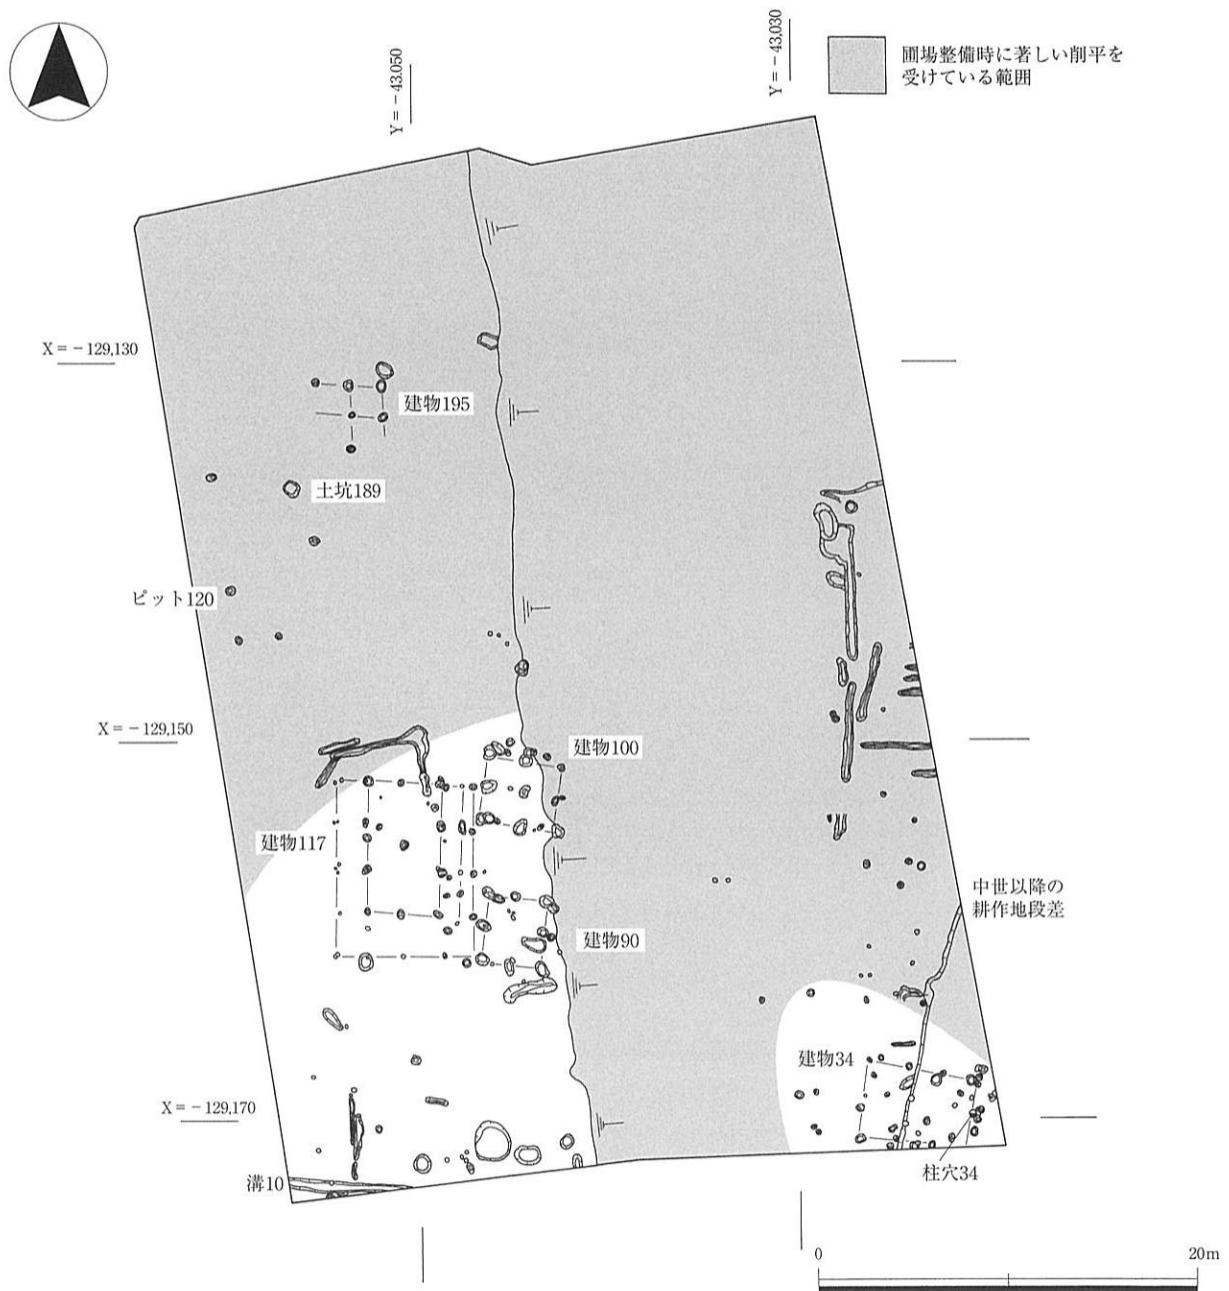 Y=－43,050
Y=－43,030
圃場整備時に著しい削平を
受けている範囲
X=－129,130
建物195
土坑189
ピット120
X=－129,150
建物100
建物117
中世以降の
耕作地段差
建物90
建物34
X=－129,170
溝10
柱穴34
0
20m